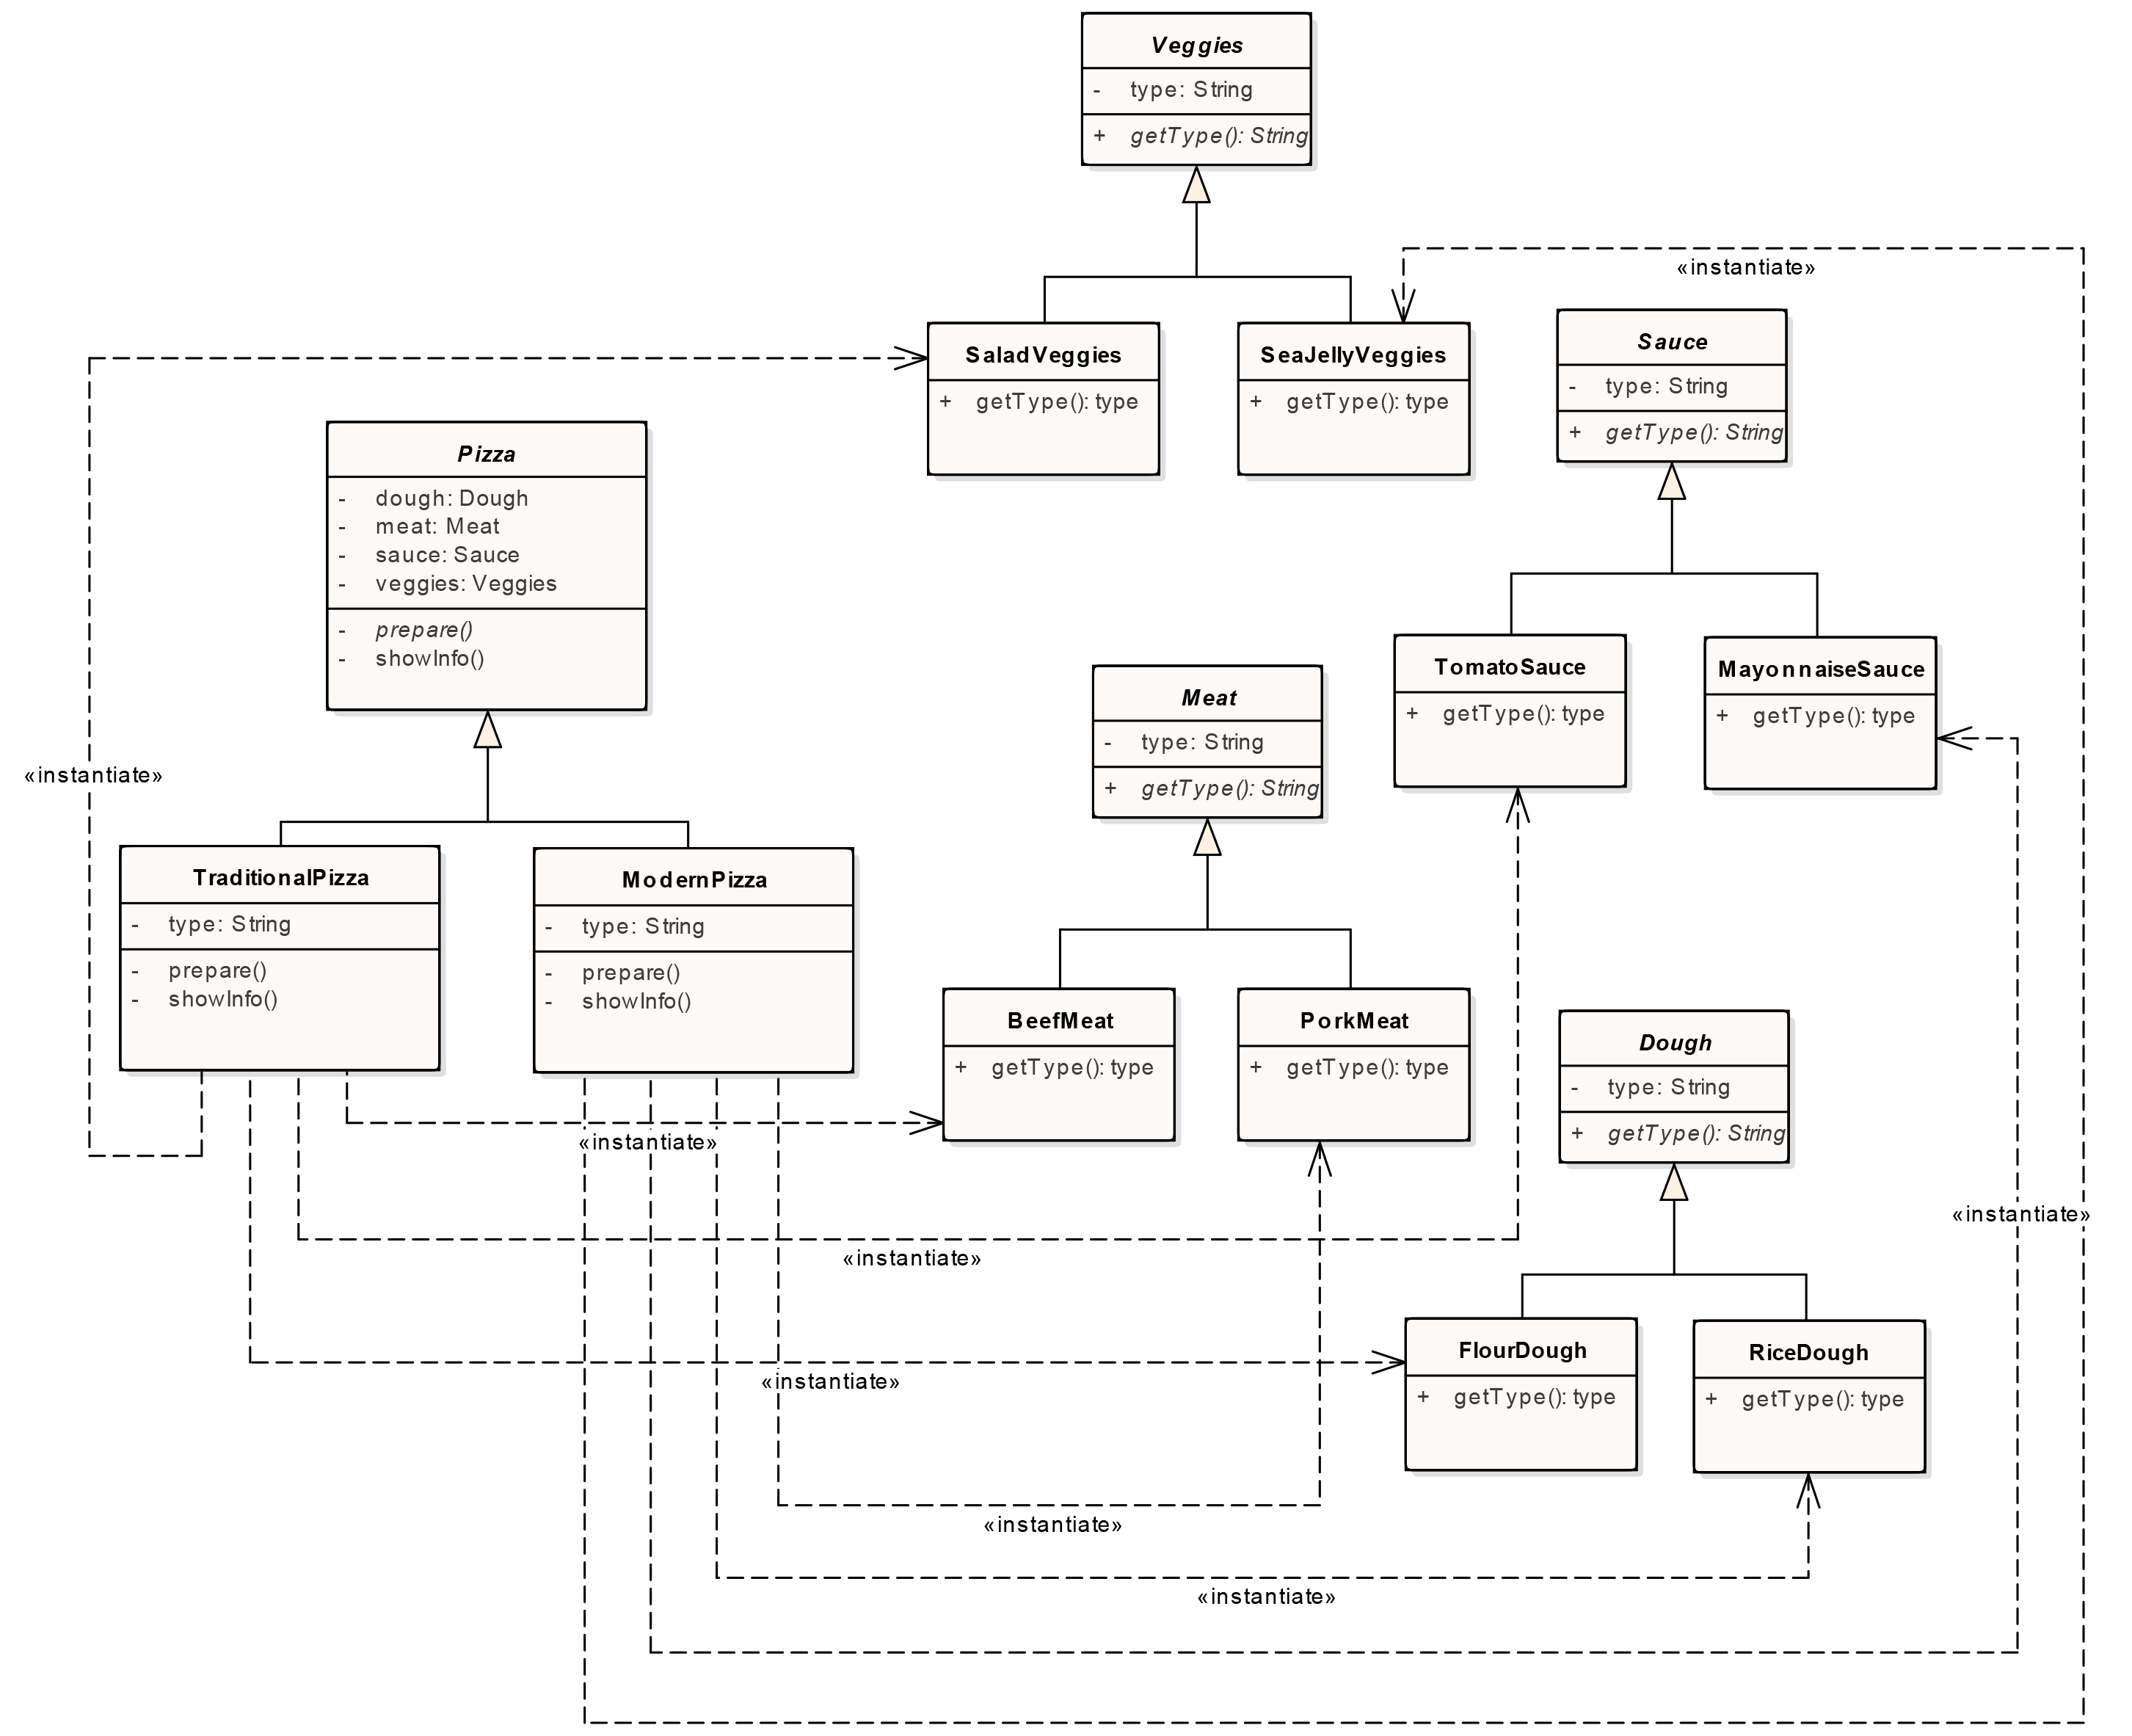 Veggies
- type: String
+ getType(): String
«instantiate»
SaladVeggies
+ getType(): type
SeaJellyVeggies
+ getType(): type
Sauce
- type: String
+ getType(): String
Pizza
- dough: Dough
- meat: Meat
- sauce: Sauce
- veggies: Veggies
- prepare()
- showInfo()
TomatoSauce
+ getType(): type
MayonnaiseSauce
+ getType(): type
Meat
- type: String
+ getType(): String
«instantiate»
TraditionalPizza
- type: String
- prepare()
- showInfo()
ModernPizza
- type: String
- prepare()
- showInfo()
BeefMeat
+ getType(): type
PorkMeat
+ getType(): type
Dough
- type: String
+ getType(): String
«instantiate»
«instantiate»
«instantiate»
FlourDough
+ getType(): type
RiceDough
+ getType(): type
«instantiate»
«instantiate»
«instantiate»